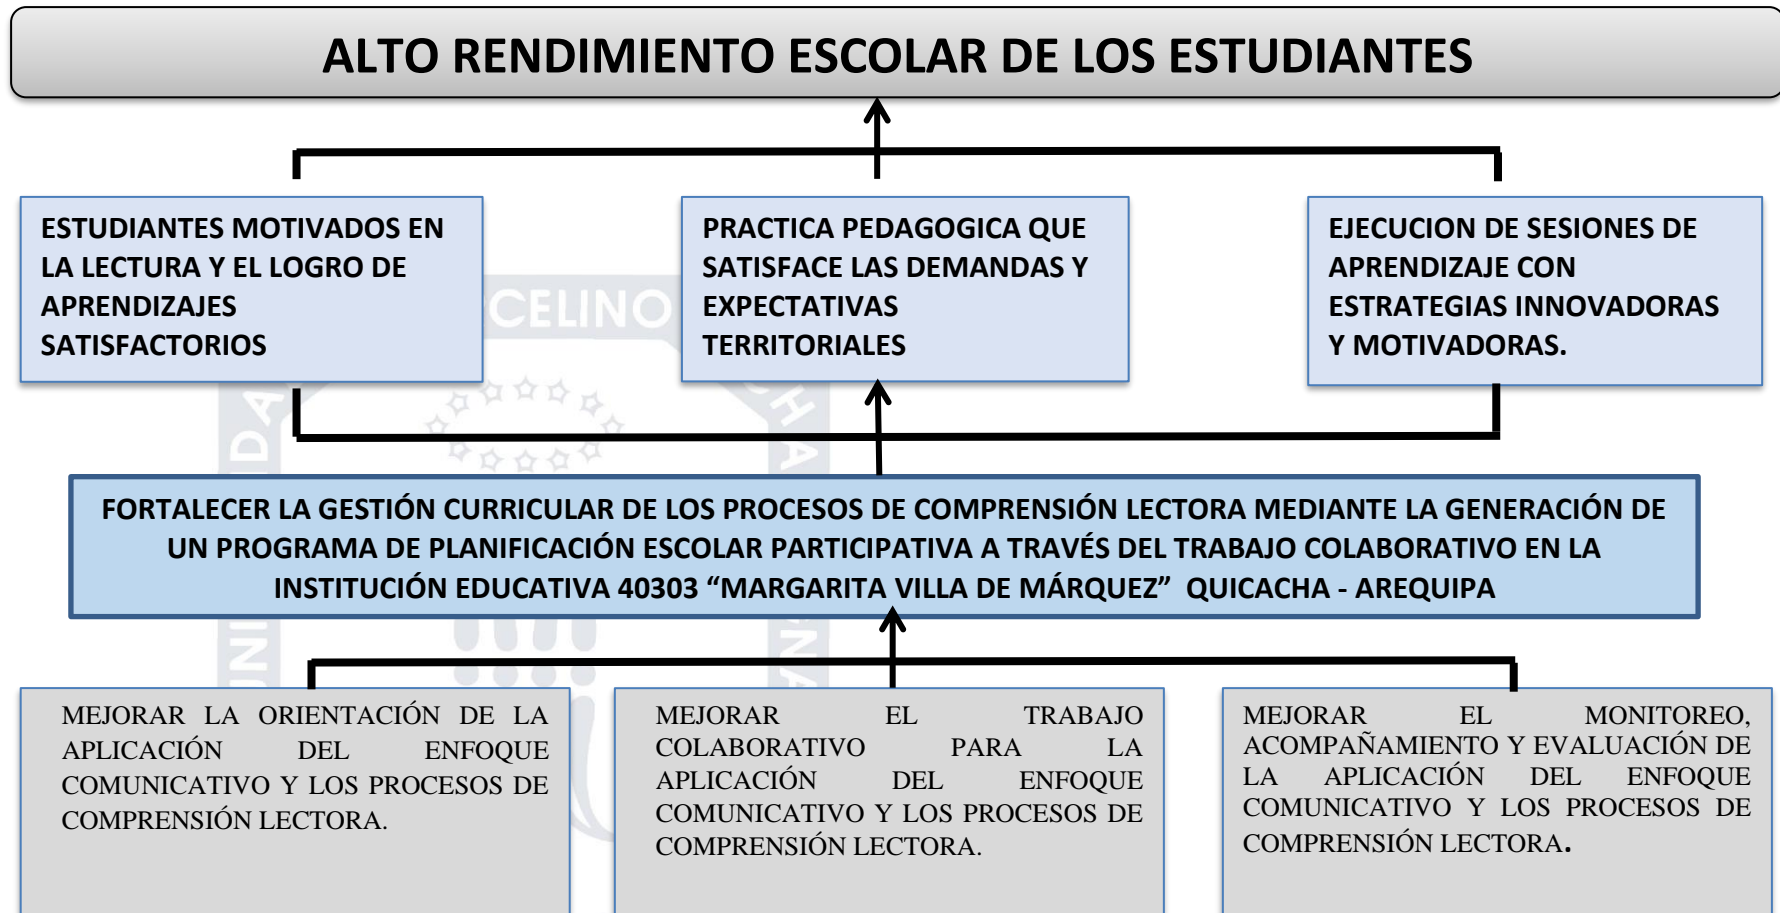 ALTO RENDIMIENTO ESCOLAR DE LOS ESTUDIANTES
ESTUDIANTES MOTIVADOS EN
LA LECTURA Y EL LOGRO DE
APRENDIZAJES
SATISFACTORIOS
PRACTICA PEDAGOGICA QUE
SATISFACE LAS DEMANDAS Y
EXPECTATIVAS
TERRITORIALES
EJECUCION DE SESIONES DE
APRENDIZAJE CON
ESTRATEGIAS INNOVADORAS
Y MOTIVADORAS.
FORTALECER LA GESTIÓN CURRICULAR DE LOS PROCESOS DE COMPRENSIÓN LECTORA MEDIANTE LA GENERACIÓN DE
UN PROGRAMA DE PLANIFICACIÓN ESCOLAR PARTICIPATIVA A TRAVÉS DEL TRABAJO COLABORATIVO EN LA
INSTITUCIÓN EDUCATIVA 40303 “MARGARITA VILLA DE MÁRQUEZ” QUICACHA - AREQUIPA
MEJORAR LA ORIENTACIÓN DE LA
APLICACIÓN DEL ENFOQUE
COMUNICATIVO Y LOS PROCESOS DE
COMPRENSIÓN LECTORA.
MEJORAR EL TRABAJO
COLABORATIVO PARA LA
APLICACIÓN DEL ENFOQUE
COMUNICATIVO Y LOS PROCESOS DE
COMPRENSIÓN LECTORA.
MEJORAR EL MONITOREO,
ACOMPAÑAMIENTO Y EVALUACIÓN DE
LA APLICACIÓN DEL ENFOQUE
COMUNICATIVO Y LOS PROCESOS DE
COMPRENSIÓN LECTORA.